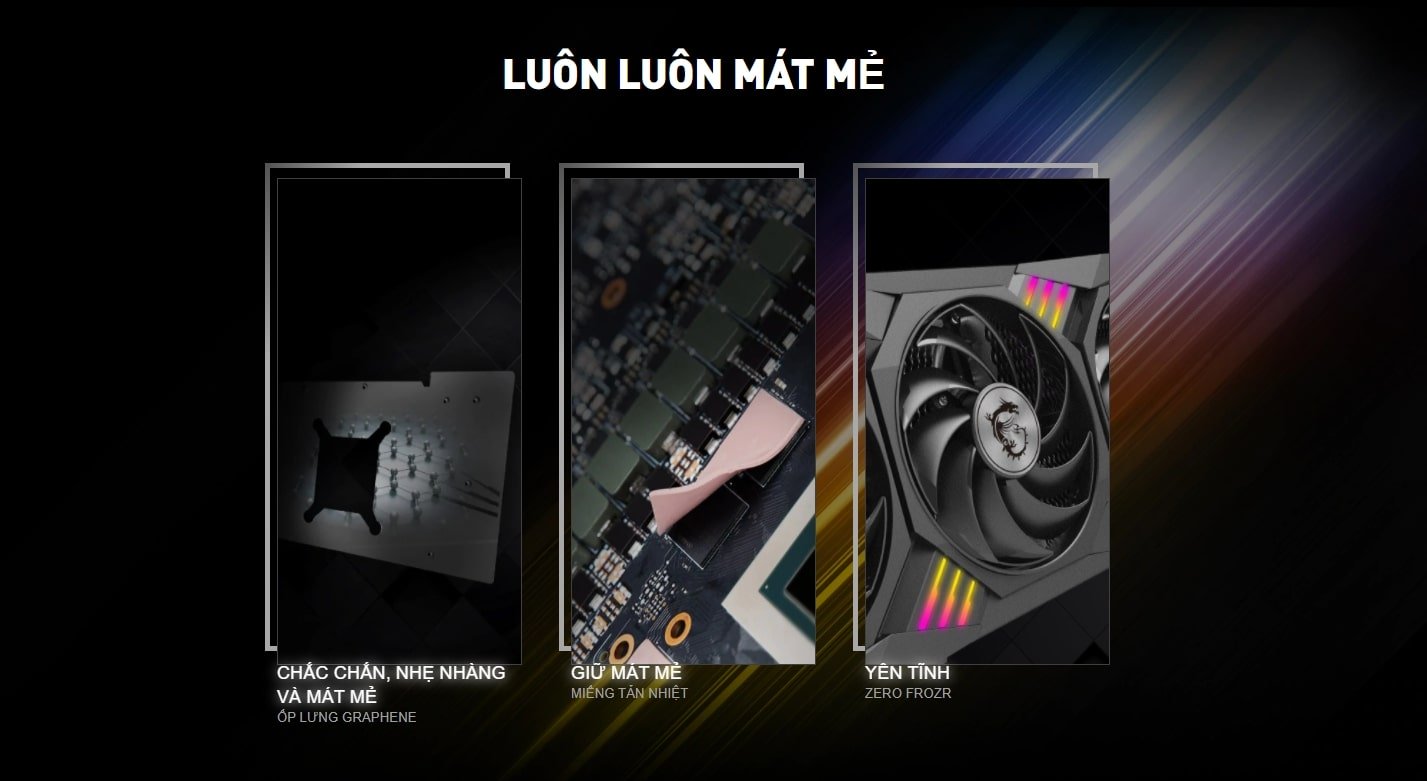 LUÔN LUÔN MÁT MẺ
CHẮC CHẮN, NHẸ NHÀNG
VÀ MÁT MẺ
ỐP LƯNG GRAPHENE
GIỮ MÁT MẺ
MIẾNG TẢN NHIỆT
YÊN TĨNH
ZERO FROZR